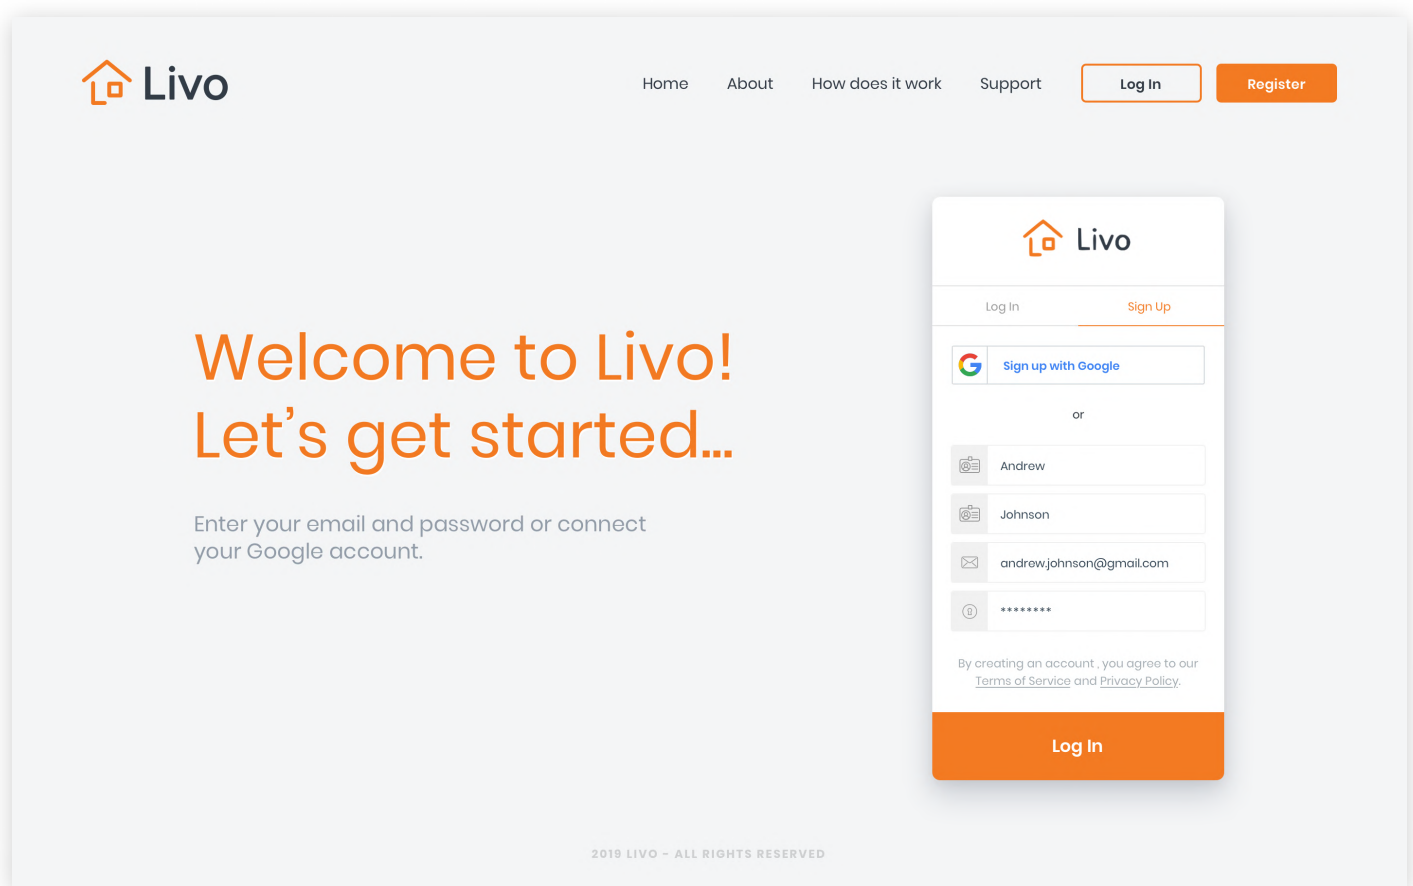 Livo
Home
About
How does it work
Support
Log In
Register
Livo
Log In
Sign Up
Sign up with Google
or
Andrew
Johnson
andrew.johnson@gmail.com
********
By creating an account , you agree to our
Terms of Service and Privacy Policy.
Log In
Welcome to Livo!
Let’s get started...
Enter your email and password or connect
your Google account.
2019 LIVO - ALL RIGHTS RESERVED